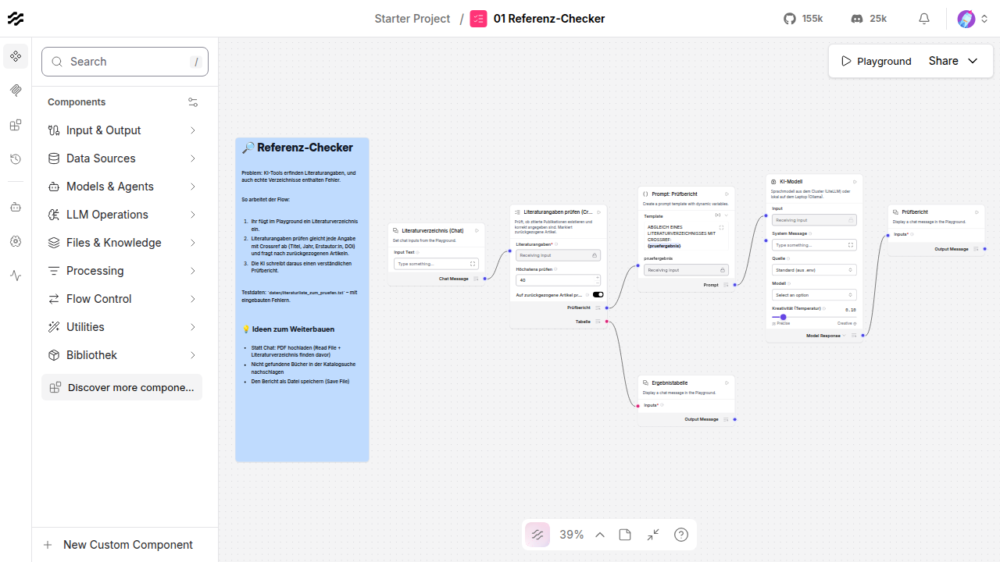 Starter Project / 01 Referenz-Checker
155k
25k
Search /
Playground
Share
Components
Input & Output
Data Sources
Models & Agents
LLM Operations
Files & Knowledge
Processing
Flow Control
Utilities
Bibliothek
Discover more compone...
New Custom Component
🔎 Referenz-Checker
Problem: KI-Tools erfinden Literaturangaben, und
auch echte Verzeichnisse enthalten Fehler.
So arbeitet der Flow:
1. Ihr fügt im Playground ein Literaturverzeichnis
ein.
2. Literaturangaben prüfen gleicht jede Angabe
mit Crossref ab (Titel, Jahr, Erstautor:in, DOI)
und fragt nach zurückgezogenen Artikeln.
3. Die KI schreibt daraus einen verständlichen
Prüfbericht.
Testdaten: `daten/literaturliste_zum_pruefen.txt` – mit
eingebauten Fehlern.
💡 Ideen zum Weiterbauen
• Statt Chat: PDF hochladen (Read File +
Literaturverzeichnis finden davor)
• Nicht gefundene Bücher in der Katalogsuche
nachschlagen
• Den Bericht als Datei speichern (Save File)
Literaturverzeichnis (Chat)
Get chat inputs from the Playground.
Input Text
Type something...
Chat Message
Literaturangaben prüfen (Cr...
Prüft, ob zitierte Publikationen existieren und
korrekt angegeben sind. Markiert
zurückgezogene Artikel.
Literaturangaben*
Receiving input
Höchstens prüfen
40
Auf zurückgezogene Artikel pr...
Prüfbericht
Tabelle
Prompt: Prüfbericht
Create a prompt template with dynamic variables.
Template
ABGLEICH EINES
LITERATURVERZEICHNISSES MIT
CROSSREF:
{pruefergebnis}
pruefergebnis
Receiving input
Prompt
Ergebnistabelle
Display a chat message in the Playground.
Inputs*
Output Message
KI-Modell
Sprachmodell aus dem Cluster (LiteLLM) oder
lokal auf dem Laptop (Ollama).
Input
Receiving input
System Message
Type something...
Quelle
Standard (aus .env)
Modell
Select an option
Kreativität (Temperatur)
0.10
Precise
Creative
Model Response
Prüfbericht
Display a chat message in the Playground.
Inputs*
Output Message
39%